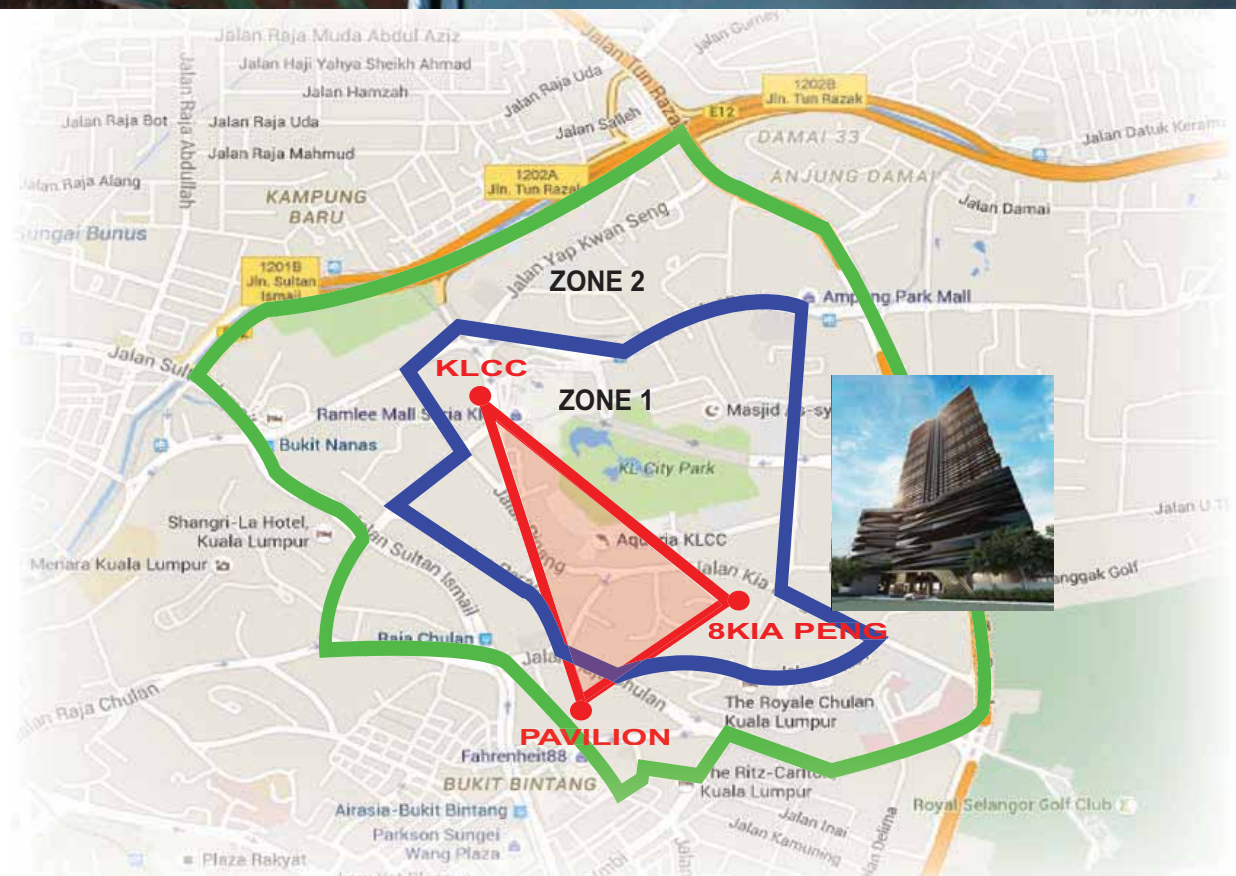 Jalan Raja Muda Abdul Aziz
Jalan Tun Razak
Jalan Gurney
Jalan Haji Yahya Sheikh Ahmad
Jalan Raja Uda
1202B
Jln. Tun Razak
Jalan Hamzah
E12
Jalan Raja Bot
Jalan Raja Uda
Jalan Salleh
DAMAI 33
Jalan Raja Abdullah
Jalan Raja Mahmud
1202A
Jln. Tun Razak
ANJUNG DAMAI
Jalan Raja Alang
KAMPUNG
BARU
Jalan Damai
Sungai Bunus
Jalan Yap Kwan Seng
1201B
Jln. Sultan
Ismail
ZONE 2
Ampang Park Mall
Jalan
KLCC
ZONE 1
Ramlee Mall
Masjid
Bukit Nanas
KL City Park
Shangri-La Hotel,
Kuala Lumpur
Jalan Pinang
Jalan Sultan Ismail
Aquaria KLCC
Menara Kuala Lumpur
Jalan Kia
Golf
8KIA PENG
Raja Chulan
Jalan Raja Chulan
The Royale Chulan
Kuala Lumpur
PAVILION
Fahrenheit88
BUKIT BINTANG
The Ritz-Carlton
Kuala Lumpur
Airasia-Bukit Bintang
Royal Selangor Golf Club
Jalan Inai
Parkson Sungei
Wang Plaza
Jalan Kamuning
Plaza Rakyat